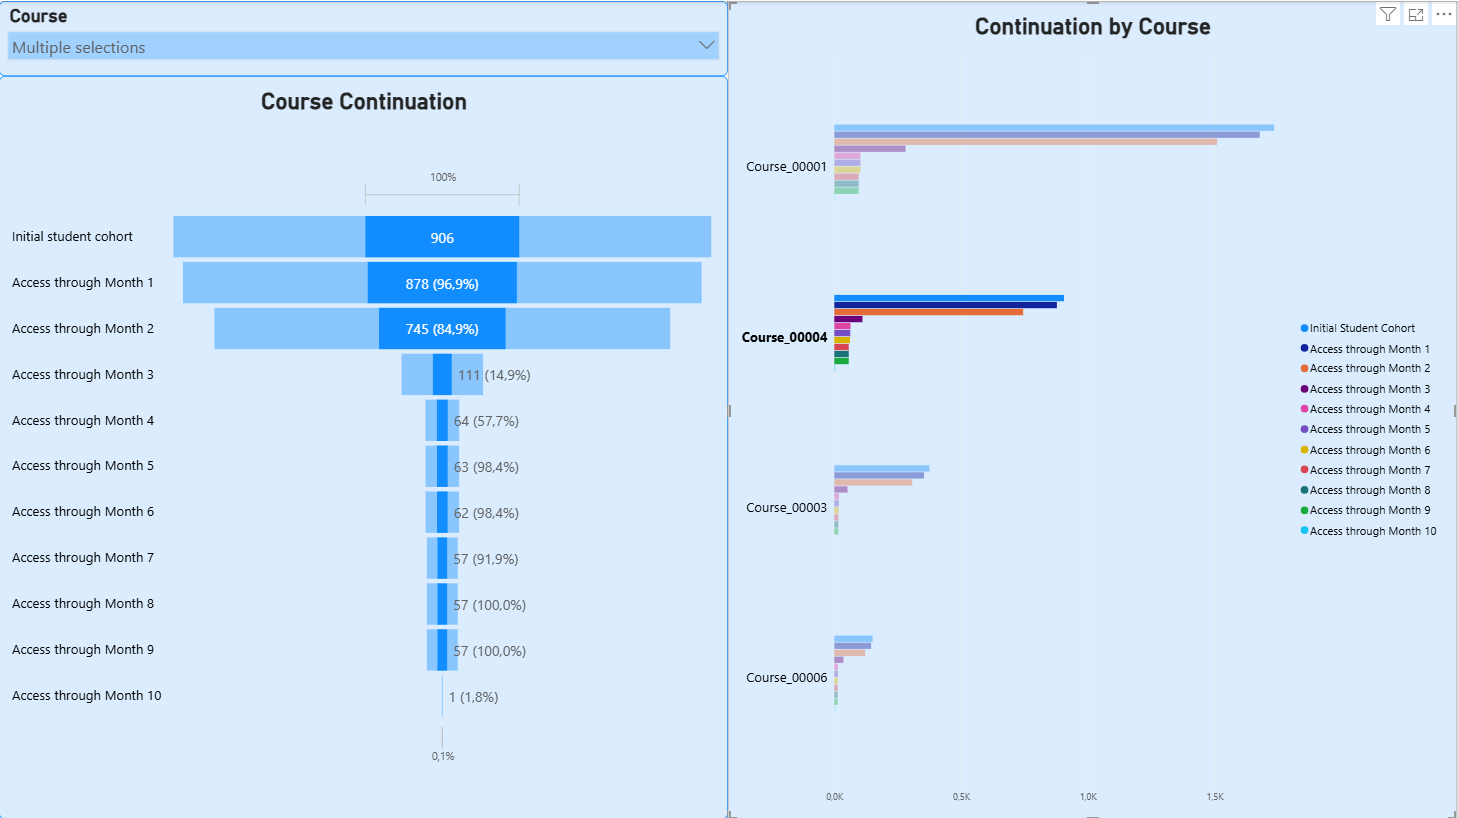 Course
Multiple selections
Course Continuation
100%
Initial student cohort
906
Access through Month 1
878 (96,9%)
Access through Month 2
745 (84,9%)
Access through Month 3
111 (14,9%)
Access through Month 4
64 (57,7%)
Access through Month 5
63 (98,4%)
Access through Month 6
62 (98,4%)
Access through Month 7
57 (91,9%)
Access through Month 8
57 (100,0%)
Access through Month 9
57 (100,0%)
Access through Month 10
1 (1,8%)
0,1%
Continuation by Course
Course_00001
Course_00004
Course_00003
Course_00006
0,0K
0,5K
1,0K
1,5K
Initial Student Cohort
Access through Month 1
Access through Month 2
Access through Month 3
Access through Month 4
Access through Month 5
Access through Month 6
Access through Month 7
Access through Month 8
Access through Month 9
Access through Month 10